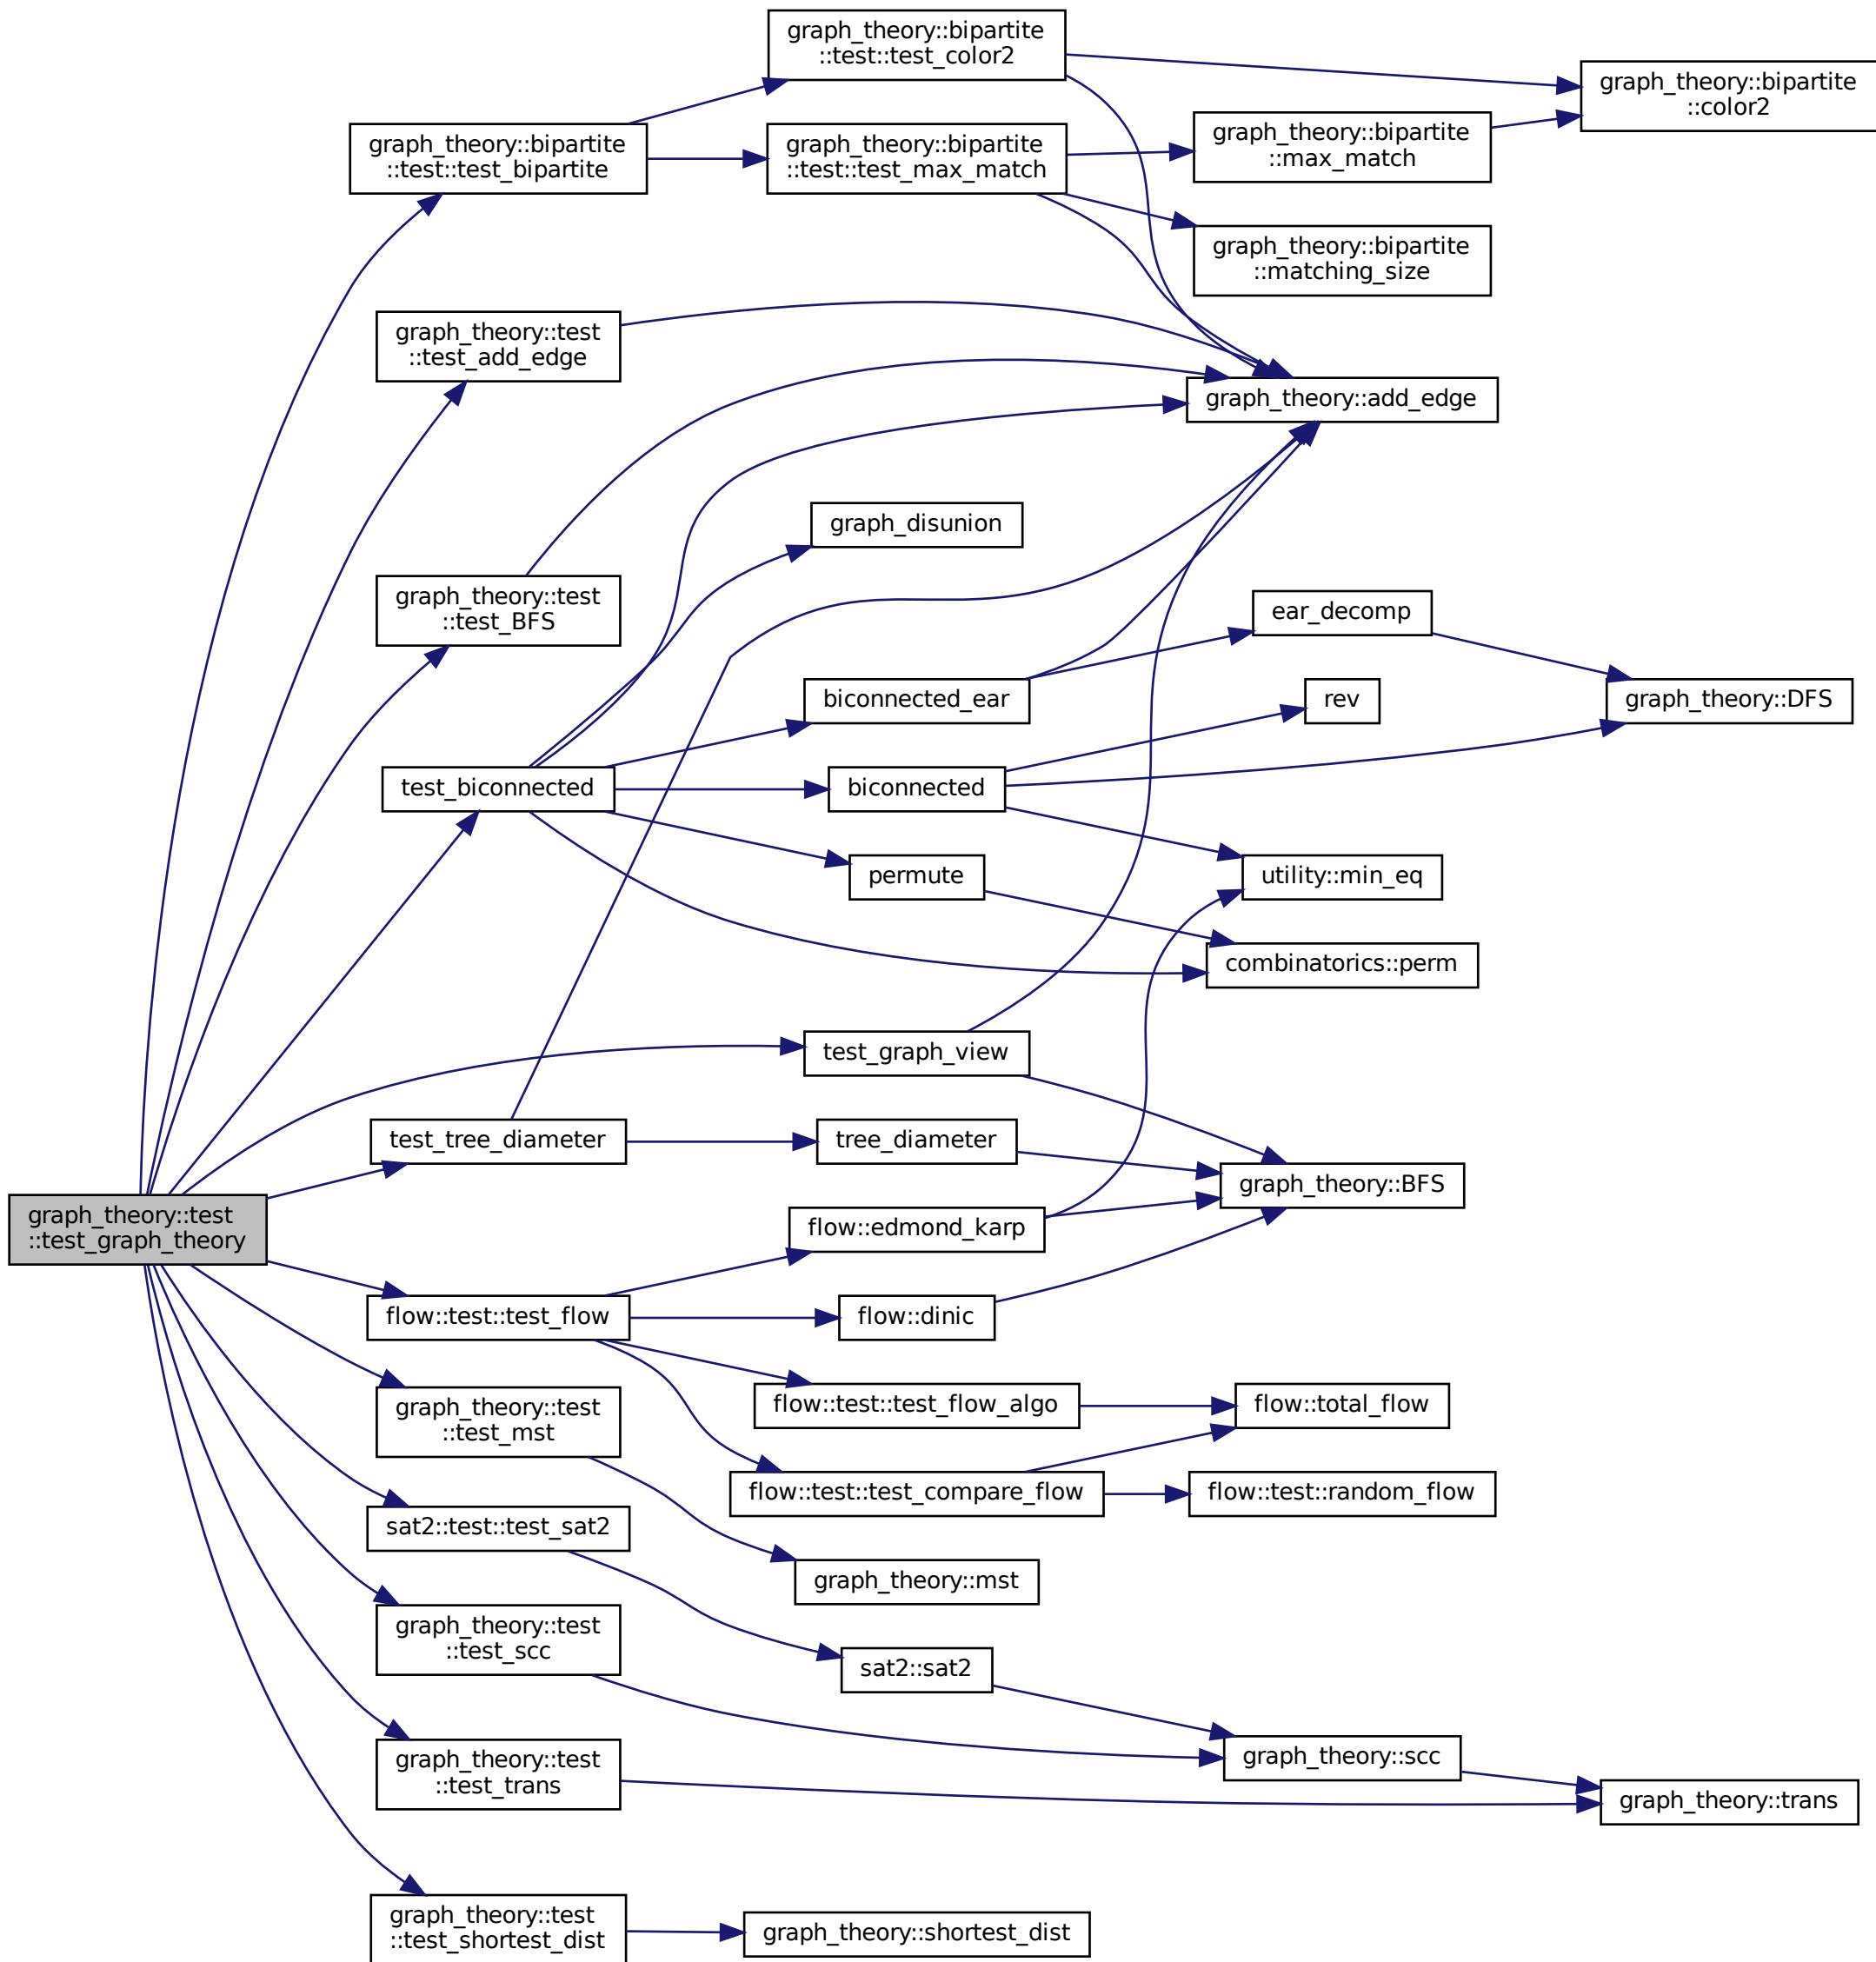 graph_theory::bipartite
::test::test_color2
graph_theory::bipartite
::color2
graph_theory::bipartite
::test::test_bipartite
graph_theory::bipartite
::test::test_max_match
graph_theory::bipartite
::max_match
graph_theory::bipartite
::matching_size
graph_theory::test
::test_add_edge
graph_theory::add_edge
graph_disunion
graph_theory::test
::test_BFS
ear_decomp
biconnected_ear
rev
graph_theory::DFS
test_biconnected
biconnected
permute
utility::min_eq
combinatorics::perm
test_graph_view
test_tree_diameter
tree_diameter
graph_theory::BFS
graph_theory::test
::test_graph_theory
flow::edmond_karp
flow::test::test_flow
flow::dinic
graph_theory::test
::test_mst
flow::test::test_flow_algo
flow::total_flow
flow::test::test_compare_flow
flow::test::random_flow
sat2::test::test_sat2
graph_theory::mst
graph_theory::test
::test_scc
sat2::sat2
graph_theory::test
::test_trans
graph_theory::scc
graph_theory::trans
graph_theory::test
::test_shortest_dist
graph_theory::shortest_dist